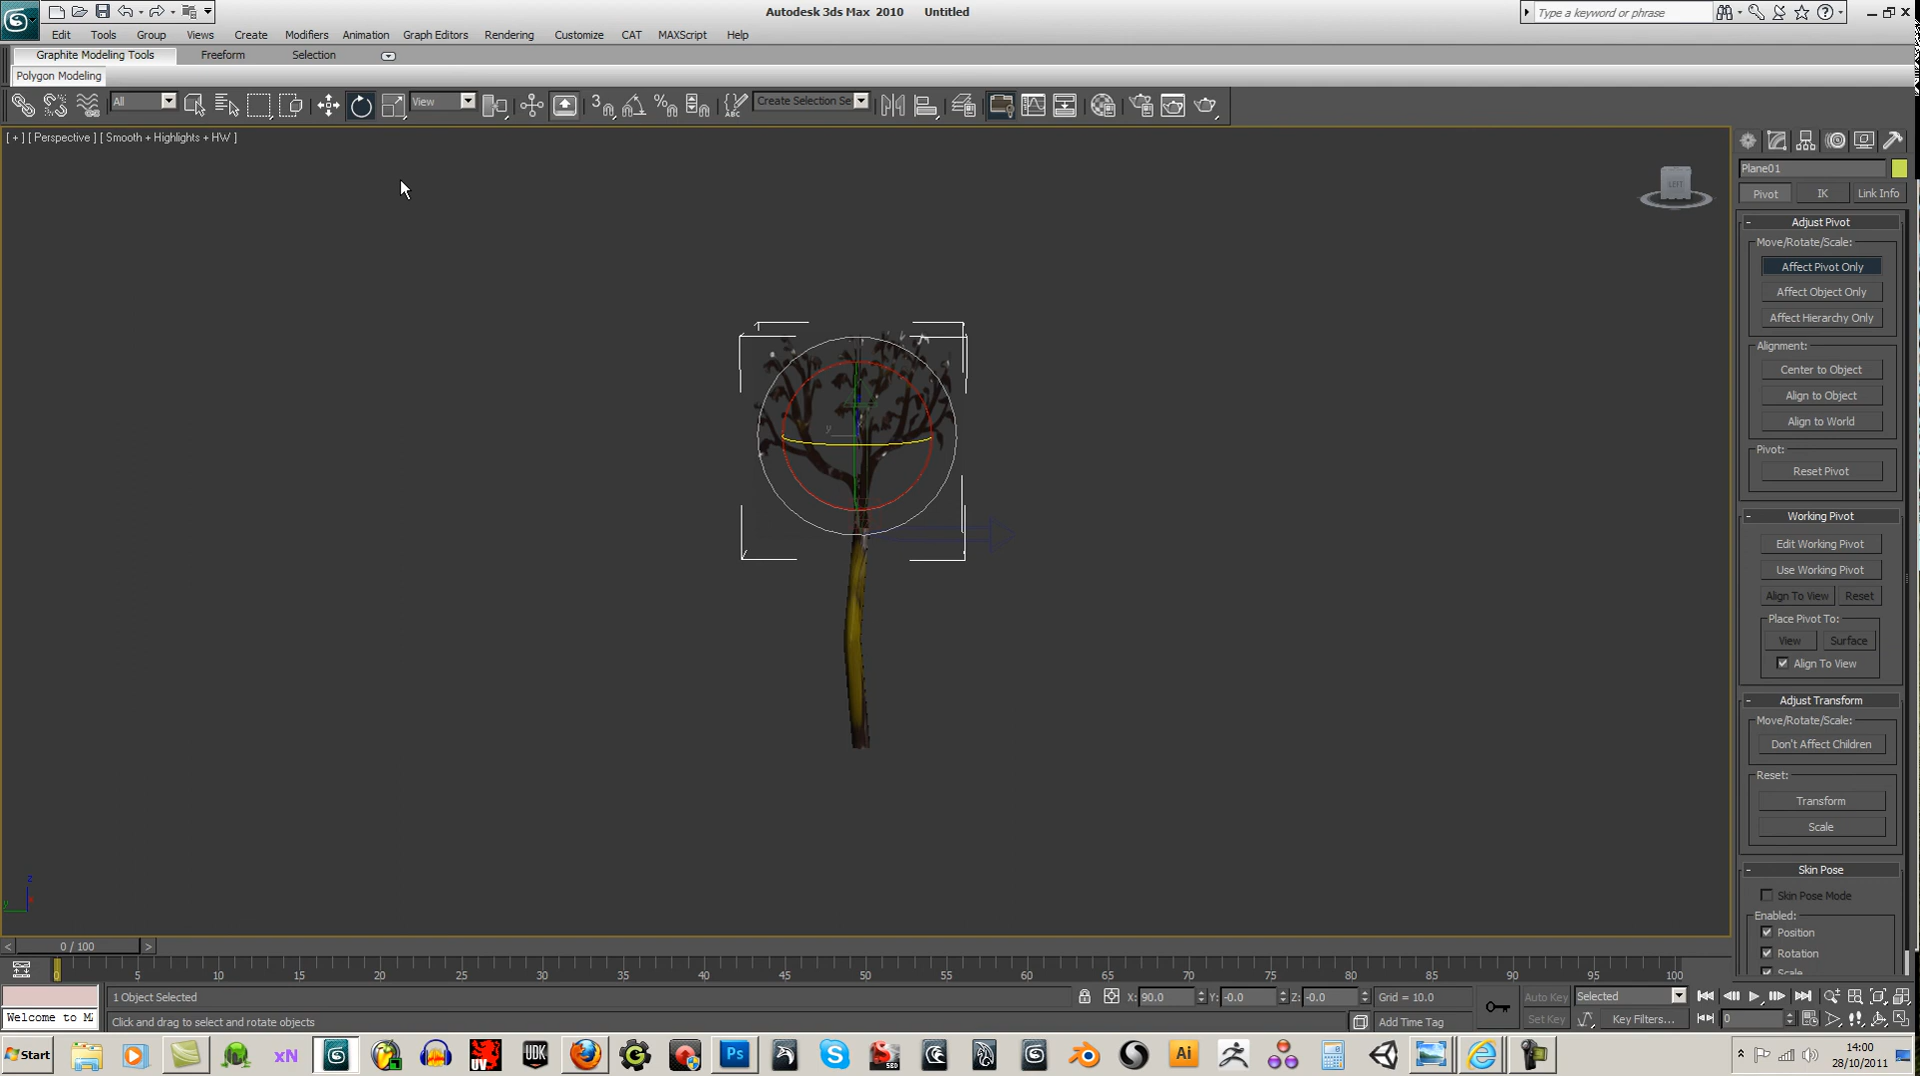 Autodesk 3ds Max 2010 Untitled
Type a keyword or phrase
Edit Tools Group Views Create Modifiers Animation Graph Editors Rendering Customize CAT MAXScript Help
Graphite Modeling Tools Freeform Selection
Polygon Modeling
All View 3 ABC Create Selection Se
[ + ] [ Perspective ] [ Smooth + Highlights + HW ]
LEFT
Plane01
Pivot IK Link Info
- Adjust Pivot
Move/Rotate/Scale:
Affect Pivot Only
Affect Object Only
Affect Hierarchy Only
Alignment:
Center to Object
Align to Object
Align to World
Pivot:
Reset Pivot
- Working Pivot
Edit Working Pivot
Use Working Pivot
Align To View Reset
Place Pivot To:
View Surface
Align To View
- Adjust Transform
Move/Rotate/Scale:
Don't Affect Children
Reset:
Transform
Scale
- Skin Pose
Skin Pose Mode
Enabled:
Position
Rotation
Scale
y
z
y
< 0 / 100 >
0 5 10 15 20 25 30 35 40 45 50 55 60 65 70 75 80 85 90 95 100
1 Object Selected X: 90.0 Y: -0.0 Z: -0.0 Grid = 10.0 Auto Key Selected
Welcome to M Click and drag to select and rotate objects Add Time Tag Set Key Key Filters... 0
Start xN UV UDK Ps S SED Ai 14:00
28/10/2011